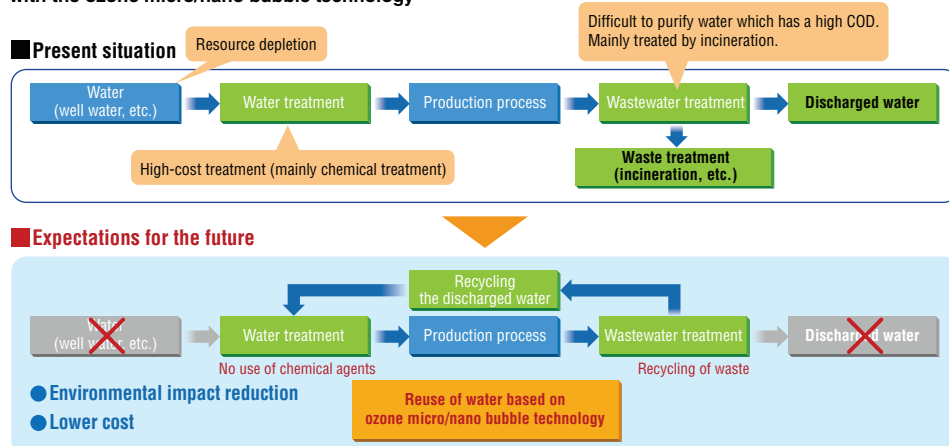 with the ozone micro/nano bubble technology
Difficult to purify water which has a high COD.
Mainly treated by incineration.
Resource depletion
Present situation
Water
(well water, etc.)
Water treatment
Production process
Wastewater treatment
Discharged water
High-cost treatment (mainly chemical treatment)
Waste treatment
(incineration, etc.)
Expectations for the future
Recycling
the discharged water
Water
(well water, etc.)
Water treatment
Production process
Wastewater treatment
Discharged water
No use of chemical agents
Recycling of waste
Environmental impact reduction
Lower cost
Reuse of water based on
ozone micro/nano bubble technology